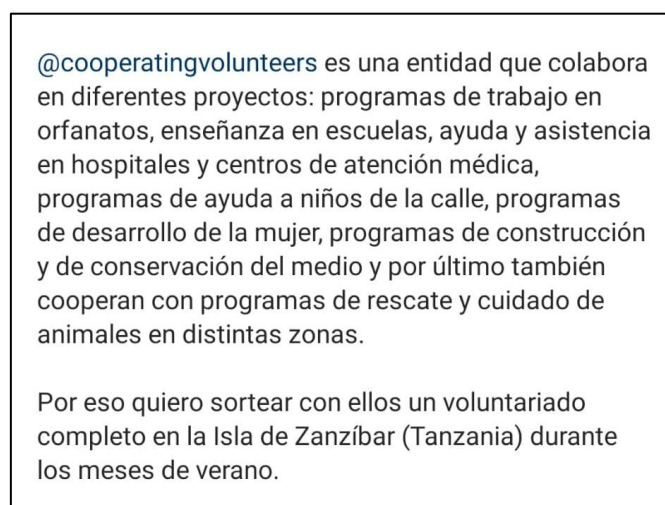 @cooperatingvolunteers es una entidad que colabora
en diferentes proyectos: programas de trabajo en
orfanatos, enseñanza en escuelas, ayuda y asistencia
en hospitales y centros de atención médica,
programas de ayuda a niños de la calle, programas
de desarrollo de la mujer, programas de construcción
y de conservación del medio y por último también
cooperan con programas de rescate y cuidado de
animales en distintas zonas.
Por eso quiero sortear con ellos un voluntariado
completo en la Isla de Zanzíbar (Tanzania) durante
los meses de verano.